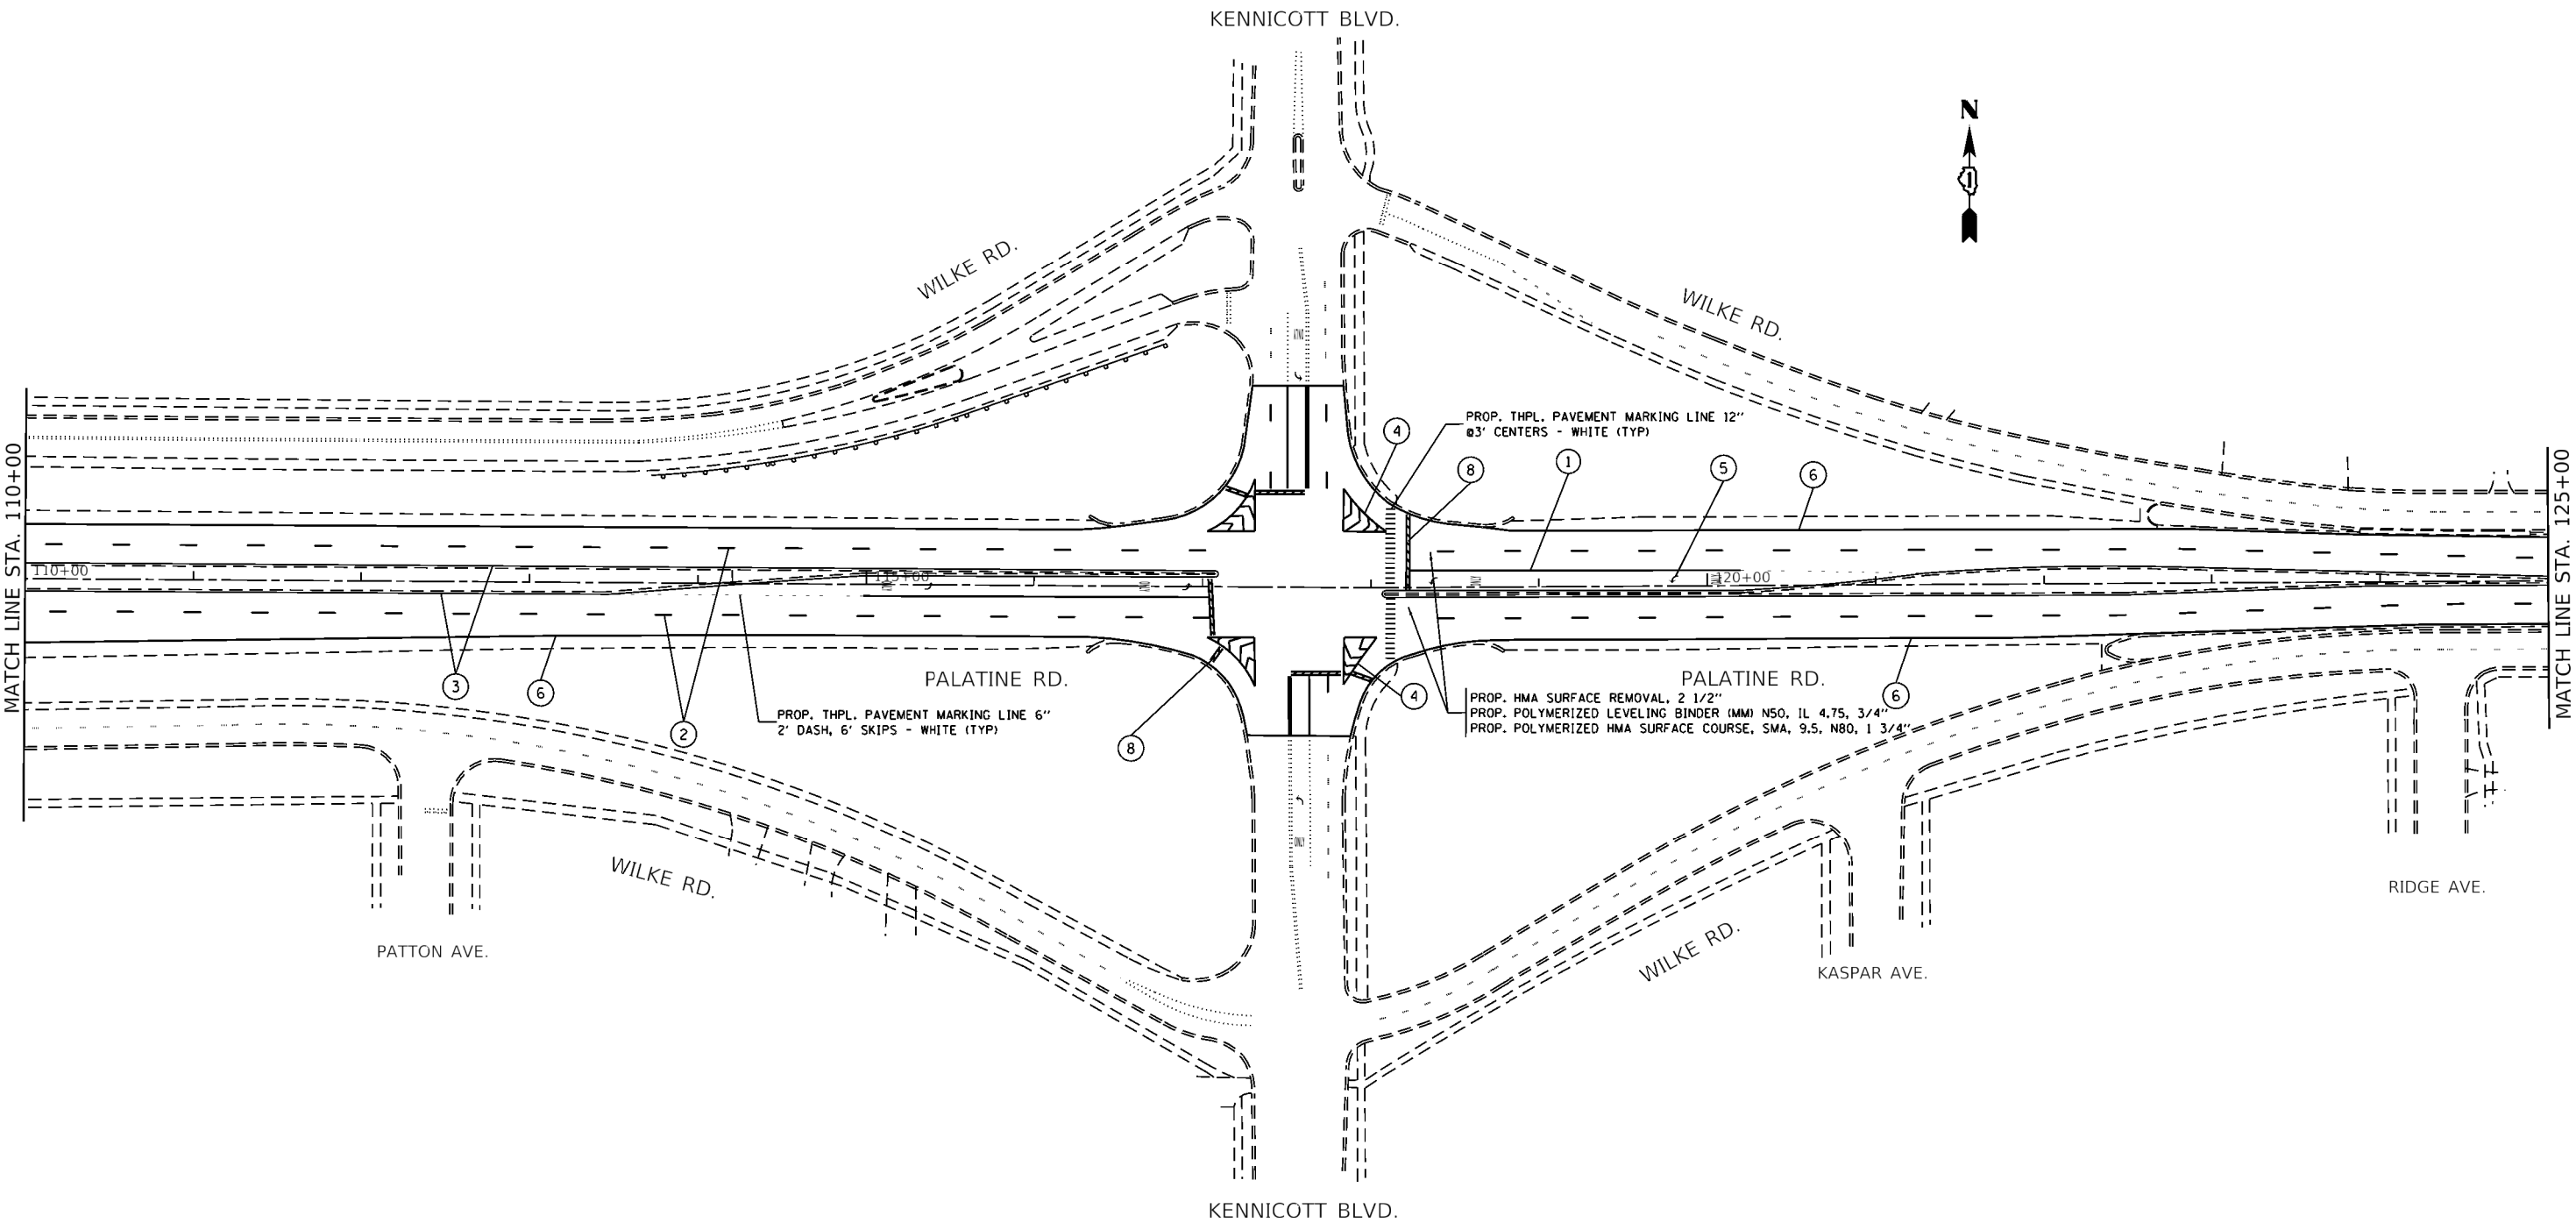 KENNICOTT BLVD.
N
WILKE RD.
WILKE RD.
ONLY
PROP. THPL. PAVEMENT MARKING LINE 12"
@3' CENTERS - WHITE (TYP)
4
8
1
5
6
MATCH LINE STA. 110+00
MATCH LINE STA. 125+00
110+00
115+00
120+00
3
6
2
PALATINE RD.
PALATINE RD.
PROP. THPL. PAVEMENT MARKING LINE 6"
2' DASH, 6' SKIPS - WHITE (TYP)
8
4
6
PROP. HMA SURFACE REMOVAL, 2 1/2"
PROP. POLYMERIZED LEVELING BINDER (MM) N50, IL 4.75, 3/4"
PROP. POLYMERIZED HMA SURFACE COURSE, SMA, 9.5, N80, 1 3/4"
ONLY
WILKE RD.
WILKE RD.
PATTON AVE.
KASPAR AVE.
RIDGE AVE.
KENNICOTT BLVD.